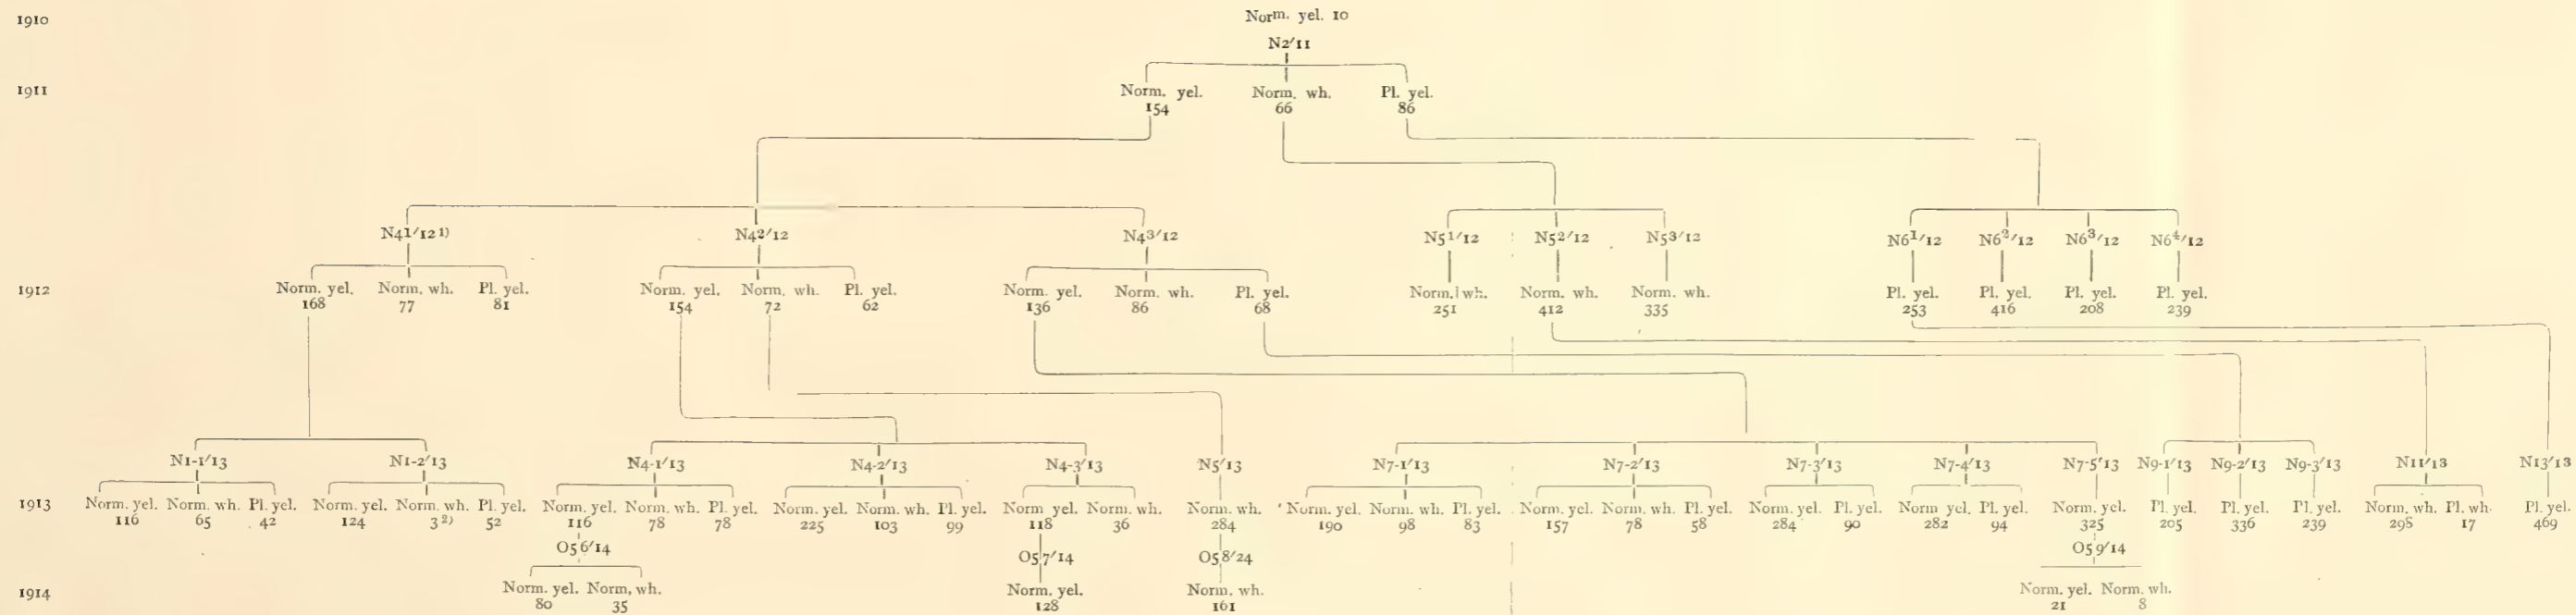 1910 Norm. yel. 10
N2/11
1911 Norm. yel. Norm. wh. Pl. yel.
154 66 86
N4¹/12 ¹) N4²/12 N4³/12 N5¹/12 N5²/12 N5³/12 N6¹/12 N6²/12 N6³/12 N6⁴/12
1912 Norm. yel. Norm. wh. Pl. yel. Norm. yel. Norm. wh. Pl. yel. Norm. yel. Norm. wh. Pl. yel. Norm. wh. Norm. wh. Norm. wh. Pl. yel. Pl. yel. Pl. yel. Pl. yel.
168 77 81 154 72 62 136 86 68 251 412 335 253 416 208 239
N1-1/13 N1-2/13 N4-1/13 N4-2/13 N4-3/13 N5/13 N7-1/13 N7-2/13 N7-3/13 N7-4/13 N7-5/13 N9-1/13 N9-2/13 N9-3/13 N11/13 N13/13
1913 Norm. yel. Norm. wh. Pl. yel. Norm. yel. Norm. wh. Pl. yel. Norm. yel. Norm. wh. Pl. yel. Norm. yel. Norm. wh. Pl. yel. Norm yel. Norm. wh. Norm. wh. Norm. yel. Norm. wh. Pl. yel. Norm. yel. Norm. wh. Pl. yel. Norm. yel. Pl. yel. Norm yel. Pl. yel. Norm. yel. Pl. yel. Pl. yel. Pl. yel. Norm. wh. Pl. wh. Pl. yel.
116 65 42 124 3 ²) 52 116 78 78 225 103 99 118 36 284 190 98 83 157 78 58 284 90 282 94 325 205 336 239 298 17 469
O56/14 O57/14 O58/24 O59/14
1914 Norm. yel. Norm. wh. Norm. yel. Norm. wh. Norm. yel. Norm. wh.
80 35 128 161 21 8